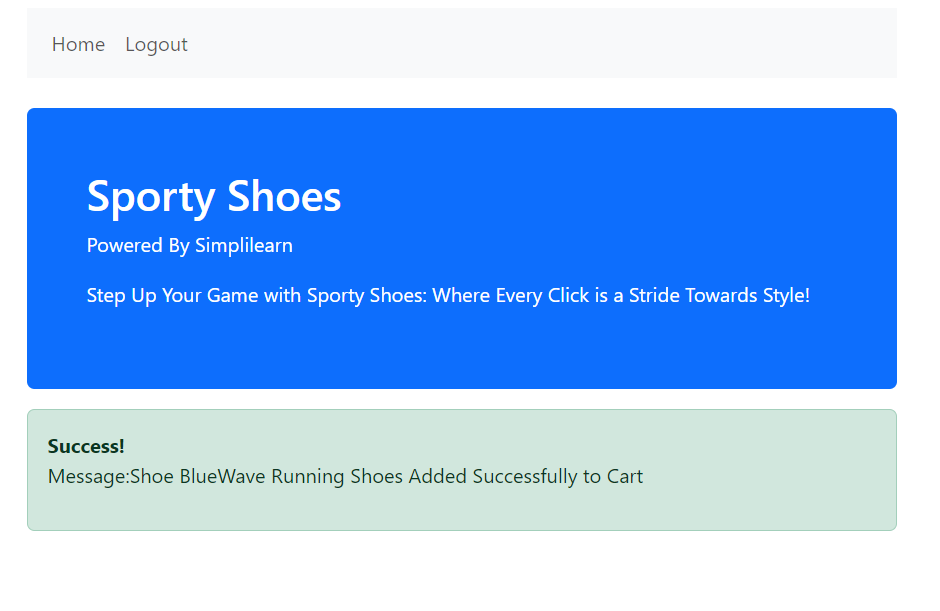 Home Logout
Sporty Shoes
Powered By Simplilearn
Step Up Your Game with Sporty Shoes: Where Every Click is a Stride Towards Style!
Success!
Message:Shoe BlueWave Running Shoes Added Successfully to Cart